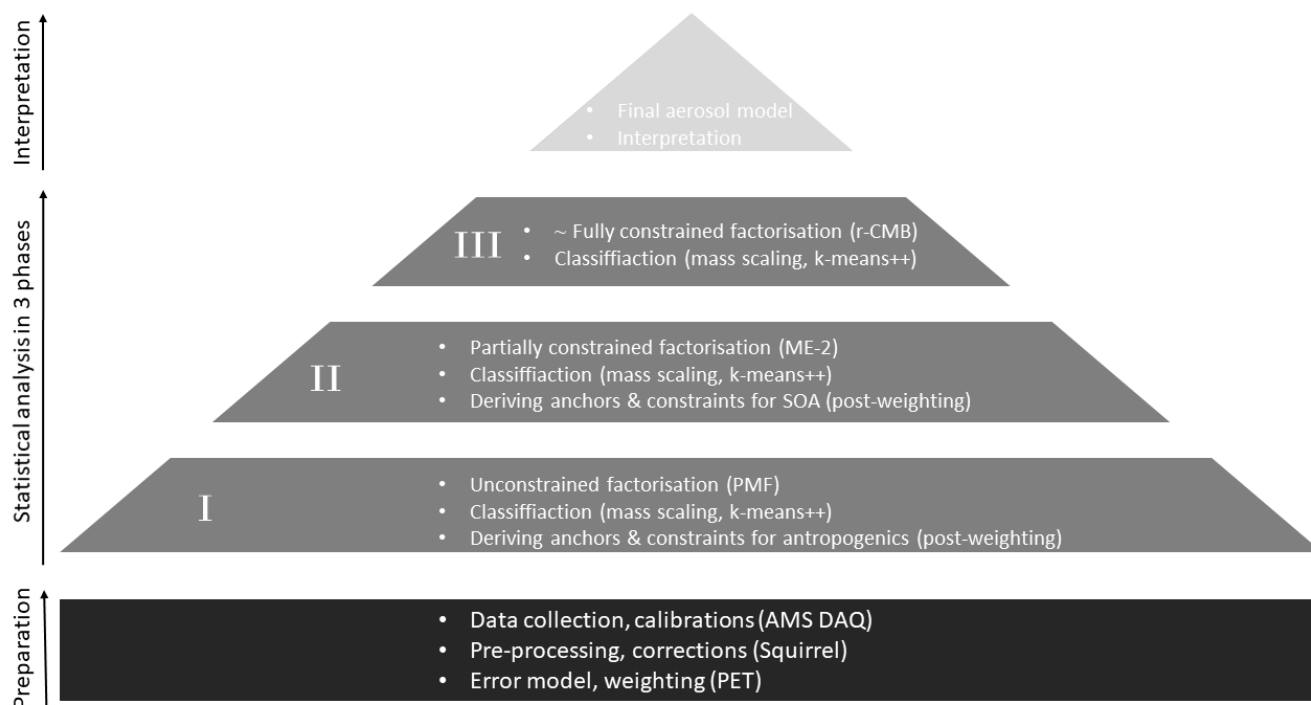 Interpretation
• Final aerosol model
• Interpretation
Statistical analysis in 3 phases
III
• ~ Fully constrained factorisation (r-CMB)
• Classiffiaction (mass scaling, k-means++)
II
• Partially constrained factorisation (ME-2)
• Classiffiaction (mass scaling, k-means++)
• Deriving anchors & constraints for SOA (post-weighting)
I
• Unconstrained factorisation (PMF)
• Classiffiaction (mass scaling, k-means++)
• Deriving anchors & constraints for antropogenics (post-weighting)
Preparation
• Data collection, calibrations (AMS DAQ)
• Pre-processing, corrections (Squirrel)
• Error model, weighting (PET)